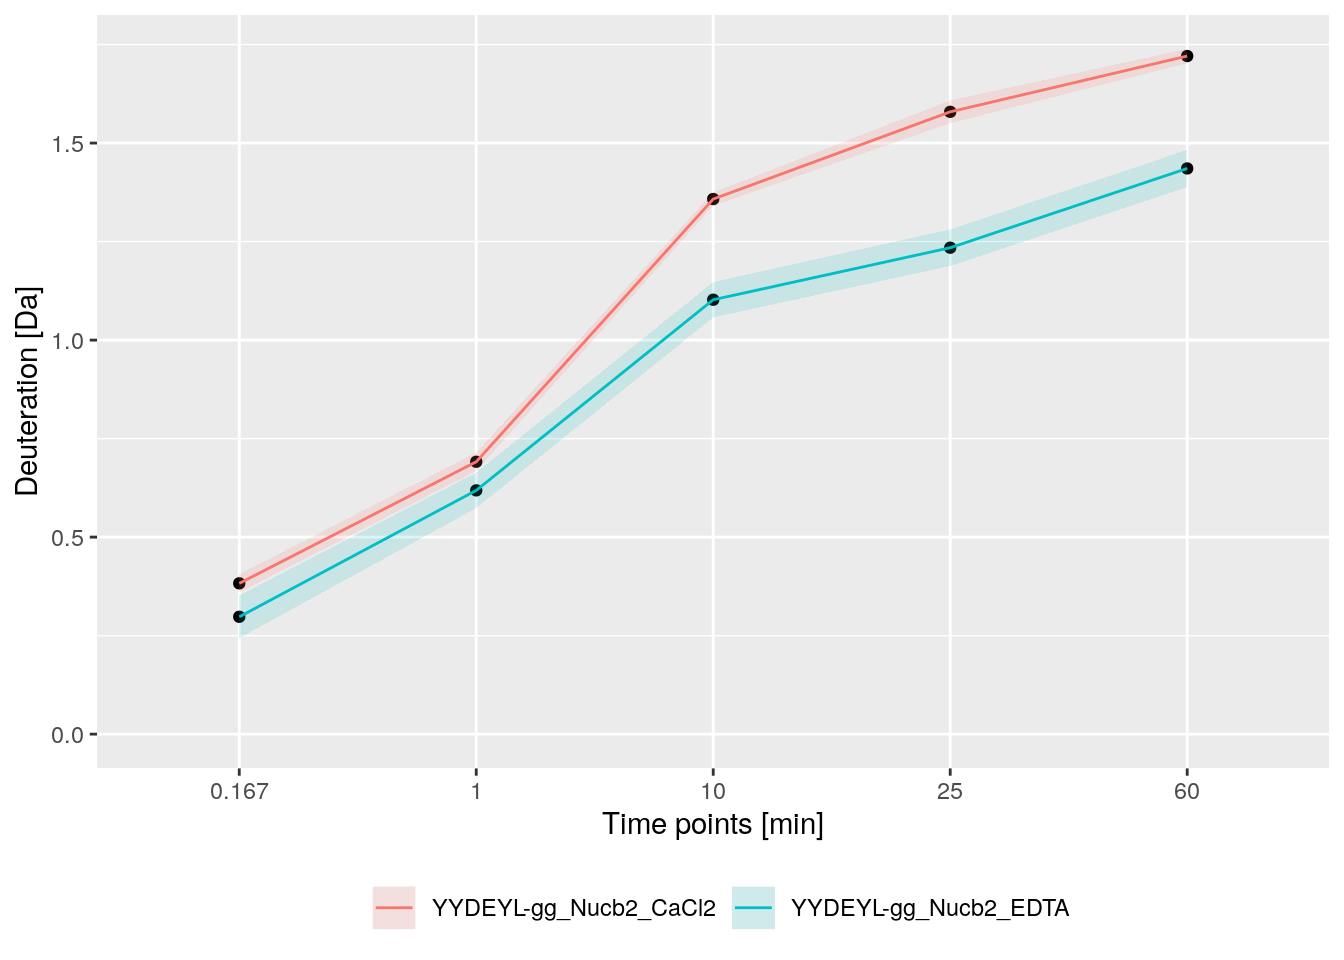 Deuteration [Da]
1.5
1.0
0.5
0.0
0.167 1 10 25 60
Time points [min]
YYDEYL-gg_Nucb2_CaCl2 YYDEYL-gg_Nucb2_EDTA